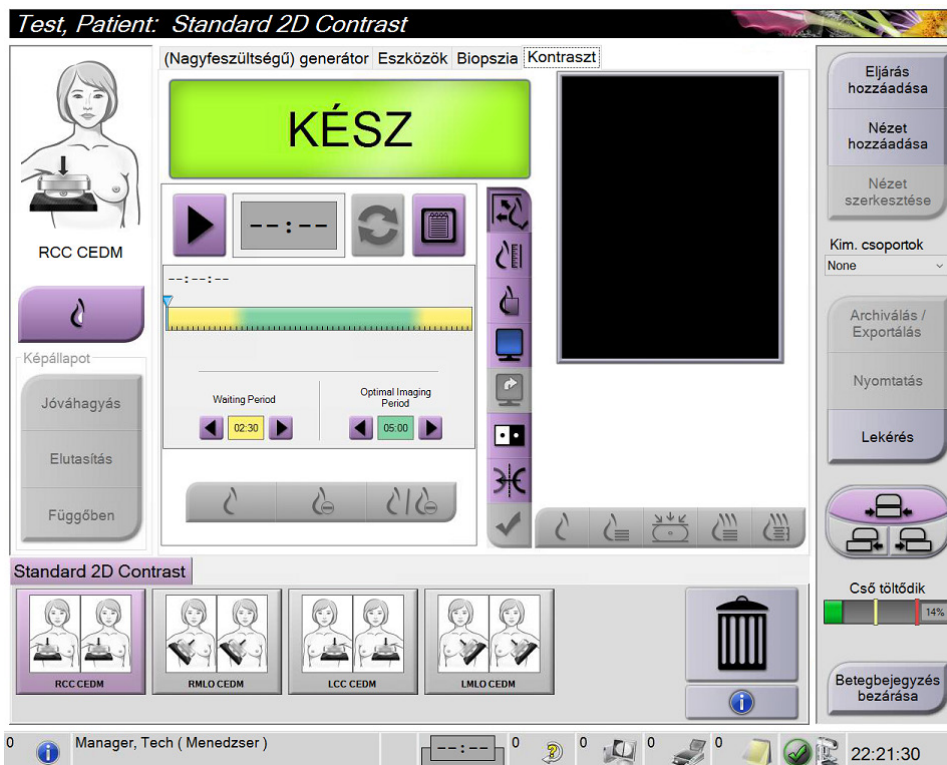 Test, Patient: Standard 2D Contrast
(Nagyfeszültségű) generátor Eszközök Biopszia Kontraszt
KÉSZ
RCC CEDM
--:--
--:--:--
Waiting Period
02:30
Optimal Imaging
Period
05:00
Képállapot
Jóváhagyás
Elutasítás
Függőben
Eljárás
hozzáadása
Nézet
hozzáadása
Nézet
szerkesztése
Kim. csoportok
None
Archiválás /
Exportálás
Nyomtatás
Lekérés
Cső töltődik
14%
Betegbejegyzés
bezárása
Standard 2D Contrast
RCC CEDM
RMLO CEDM
LCC CEDM
LMLO CEDM
0 Manager, Tech ( Menedzser ) --:-- 0 0 0 0 22:21:30